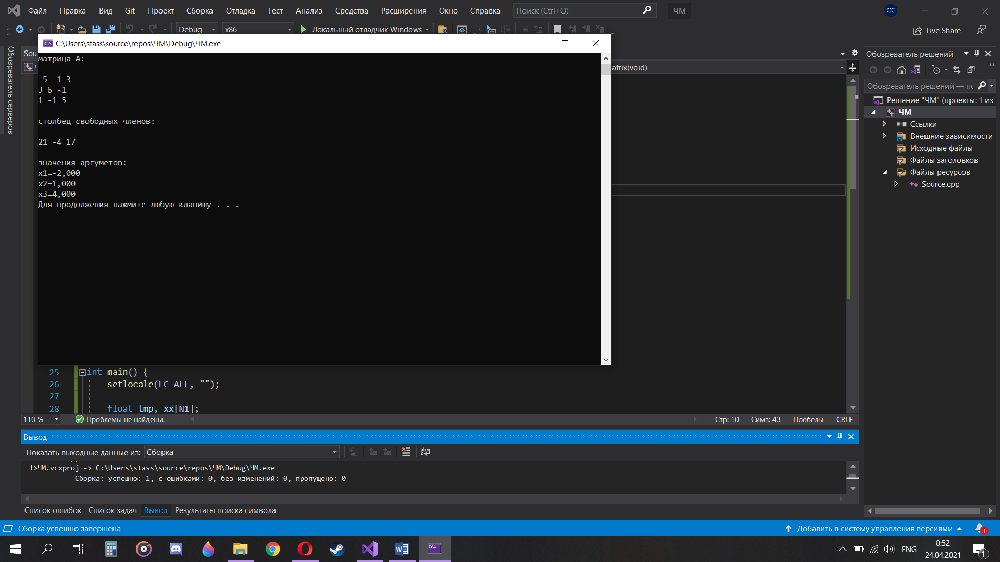 Файл Правка Вид Git Проект Сборка Отладка Тест Анализ Средства Расширения Окно Справка Поиск (Ctrl+Q) ЧМ CC
Debug x86 Локальный отладчик Windows Live Share
C:\Users\stass\source\repos\ЧМ\Debug\ЧМ.exe
Обозреватель серверов
Sou
atrix(void)
матрица A:
-5 -1 3
3 6 -1
1 -1 5
столбец свободных членов:
21 -4 17
значения аргуметов:
x1=-2,000
x2=1,000
x3=4,000
Для продолжения нажмите любую клавишу . . .
25 int main() {
26 setlocale(LC_ALL, "");
27
28 float tmp, xx[N1];
110 % Проблемы не найдены. Стр: 10 Симв: 43 Пробелы CRLF
Вывод
Показать выходные данные из: Сборка
1>ЧМ.vcxproj -> C:\Users\stass\source\repos\ЧМ\Debug\ЧМ.exe
========== Сборка: успешно: 1, с ошибками: 0, без изменений: 0, пропущено: 0 ==========
Список ошибок Список задач Вывод Результаты поиска символа
Обозреватель решений
Обозреватель решений — пс
Решение "ЧМ" (проекты: 1 из
ЧМ
Ссылки
Внешние зависимости
Исходные файлы
Файлы заголовков
Файлы ресурсов
Source.cpp
Сборка успешно завершена Добавить в систему управления версиями 3
ENG 8:52
24.04.2021 1